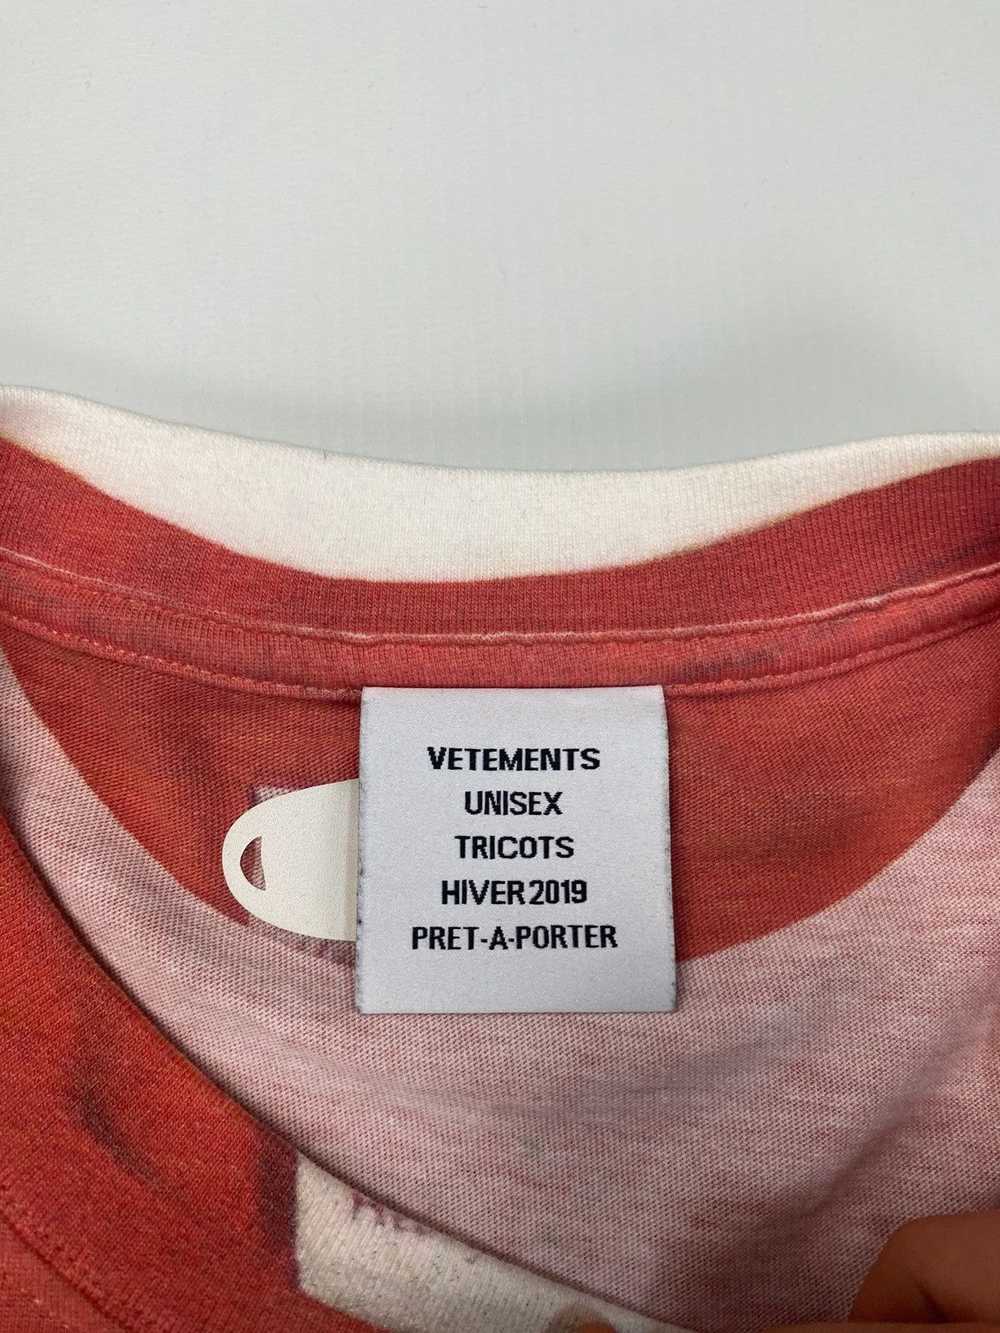 VETEMENTS
UNISEX
TRICOTS
HIVER 2019
PRET-A-PORTER